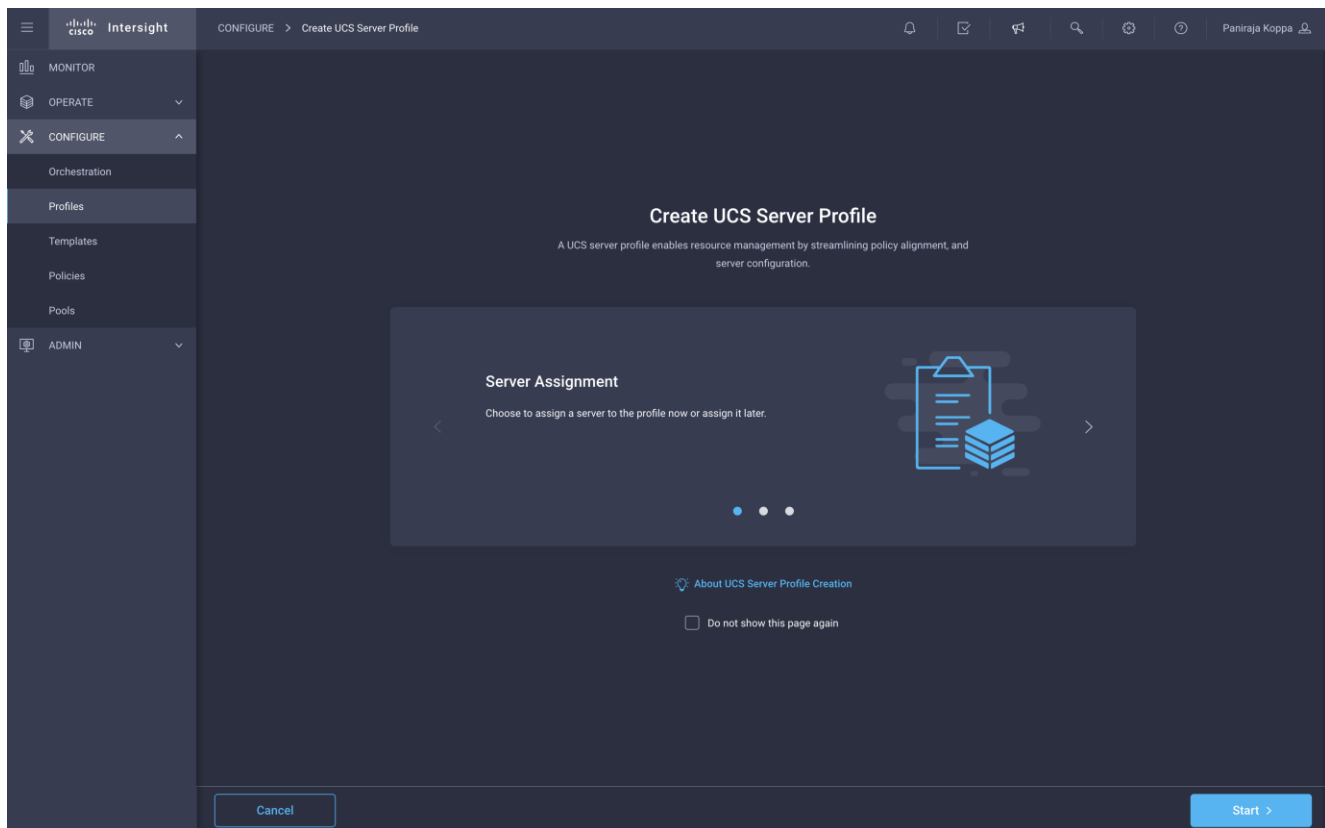 cisco Intersight
CONFIGURE > Create UCS Server Profile
Paniraja Koppa
MONITOR
OPERATE
CONFIGURE
Orchestration
Profiles
Templates
Policies
Pools
ADMIN
Create UCS Server Profile
A UCS server profile enables resource management by streamlining policy alignment, and
server configuration.
Server Assignment
Choose to assign a server to the profile now or assign it later.
About UCS Server Profile Creation
Do not show this page again
Cancel
Start >